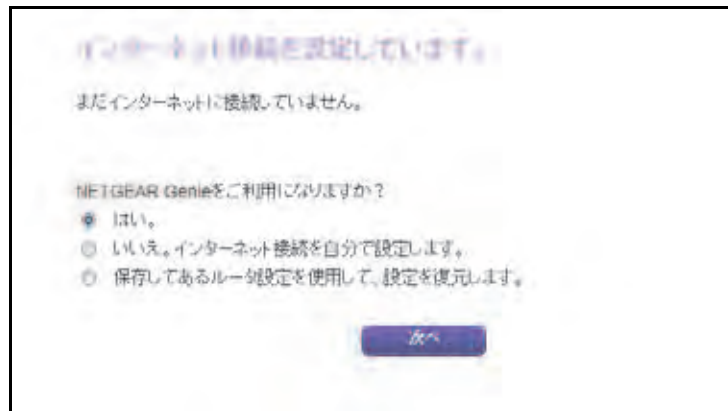 インターネット接続を設定しています。
まだインターネットに接続していません。
NETGEAR Genieをご利用になりますか？
はい。
いいえ。インターネット接続を自分で設定します。
保存してあるルータ設定を使用して、設定を復元します。
次へ